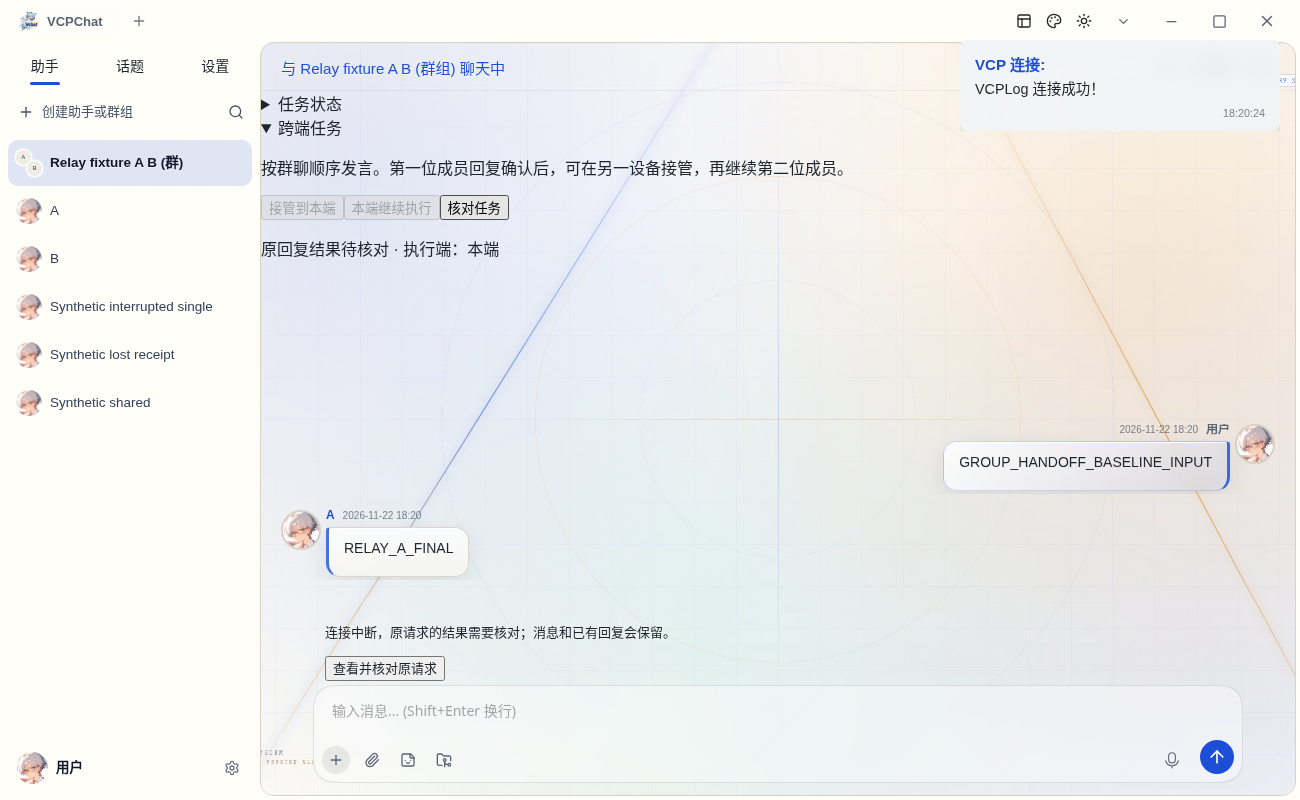 VCPChat
助手
话题
设置
创建助手或群组
Relay fixture A B (群)
A
B
Synthetic interrupted single
Synthetic lost receipt
Synthetic shared
用户
与 Relay fixture A B (群组) 聊天中
VCP 连接:
VCPLog 连接成功!
18:20:24
▶ 任务状态
▼ 跨端任务
按群聊顺序发言。第一位成员回复确认后，可在另一设备接管，再继续第二位成员。
接管到本端 本端继续执行 核对任务
原回复结果待核对 · 执行端：本端
2026-11-22 18:20 用户
GROUP_HANDOFF_BASELINE_INPUT
A 2026-11-22 18:20
RELAY_A_FINAL
连接中断，原请求的结果需要核对；消息和已有回复会保留。
查看并核对原请求
输入消息... (Shift+Enter 换行)